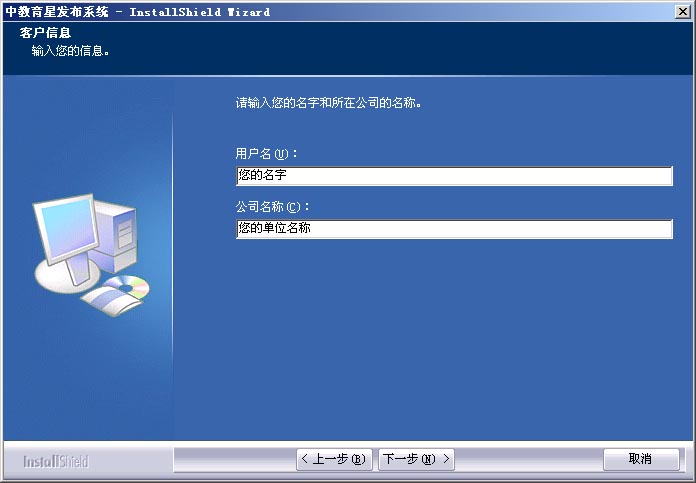 中教育星发布系统 - InstallShield Wizard
客户信息
输入您的信息。
请输入您的名字和所在公司的名称。
用户名(U)：
您的名字
公司名称(C)：
您的单位名称
InstallShield
< 上一步(B) 下一步(N) > 取消